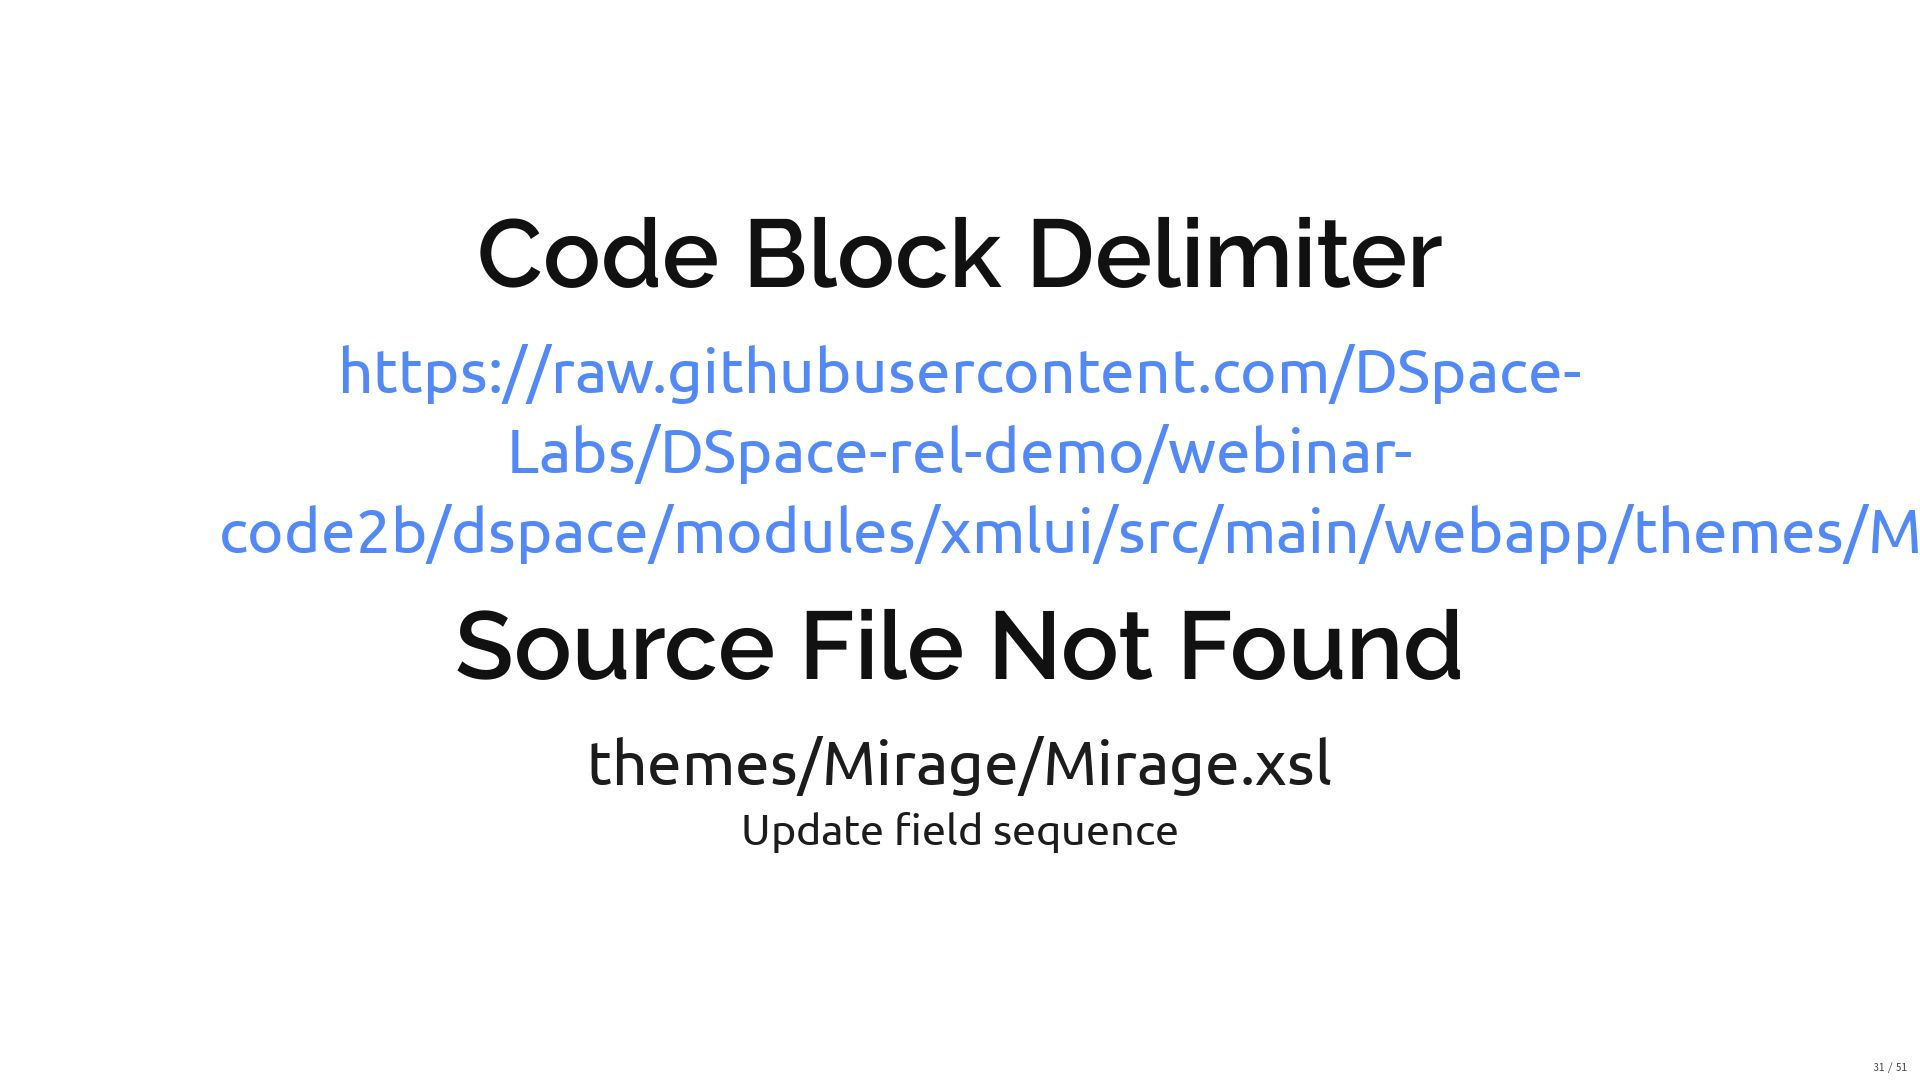 Code Block Delimiter
https://raw.githubusercontent.com/DSpace-
Labs/DSpace-rel-demo/webinar-
code2b/dspace/modules/xmlui/src/main/webapp/themes/M
Source File Not Found
themes/Mirage/Mirage.xsl
Update field sequence
31 / 51